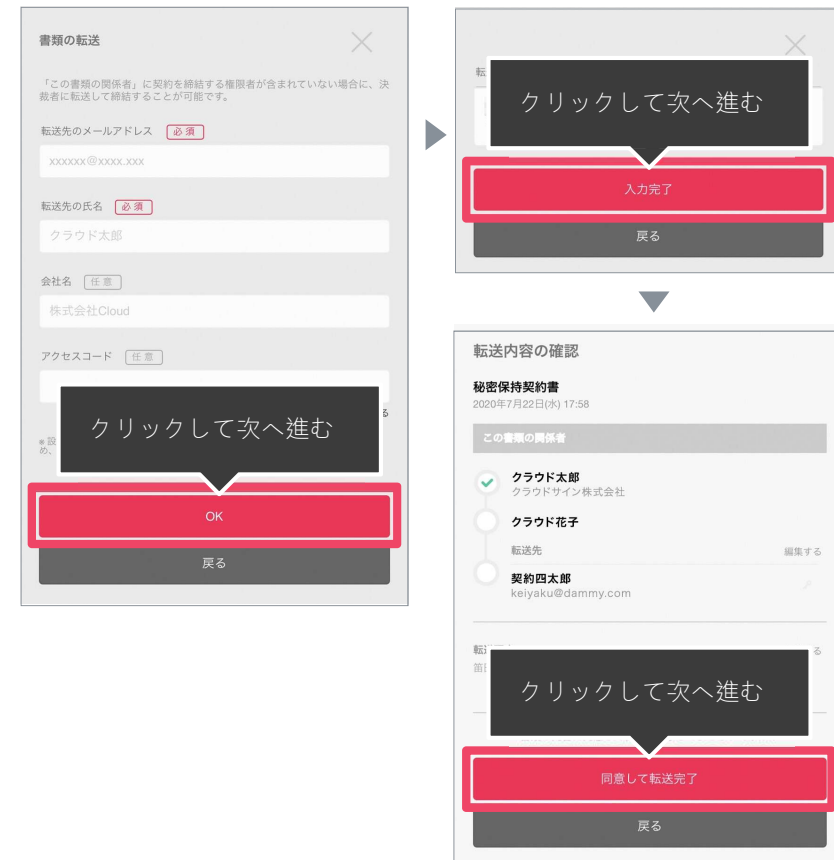 書類の転送
「この書類の関係者」に契約を締結する権限者が含まれていない場合に、決
裁者に転送して締結することが可能です。
転送先のメールアドレス 必須
xxxxxx@xxxx.xxx
転送先の氏名 必須
クラウド太郎
会社名 任意
株式会社Cloud
アクセスコード 任意
る
クリックして次へ進む
※設
め、
OK
戻る
転
クリックして次へ進む
入力完了
戻る
転送内容の確認
秘密保持契約書
2020年7月22日(水) 17:58
この書類の関係者
クラウド太郎
クラウドサイン株式会社
クラウド花子
転送先 編集する
契約四太郎
keiyaku@dammy.com
転送
る
クリックして次へ進む
同意して転送完了
戻る